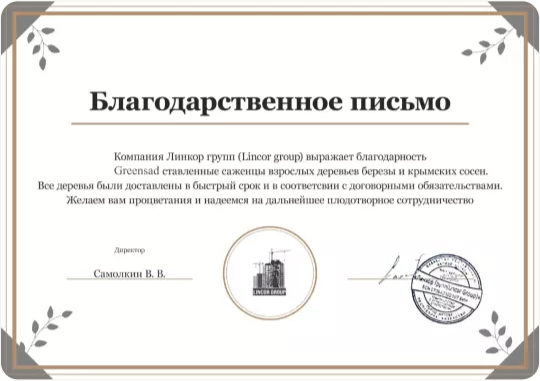 Благодарственное письмо
Компания Линкор групп (Lincor group) выражает благодарность
Greensad ставленные саженцы взрослых деревьев березы и крымских сосен.
Все деревья были доставлены в быстрый срок и в соответсвии с договорными обязательствами.
Желаем вам процветания и надеемся на дальнейшее плодотворное сотрудничество
Директор
Самолкин В. В.
LINCOR GROUP